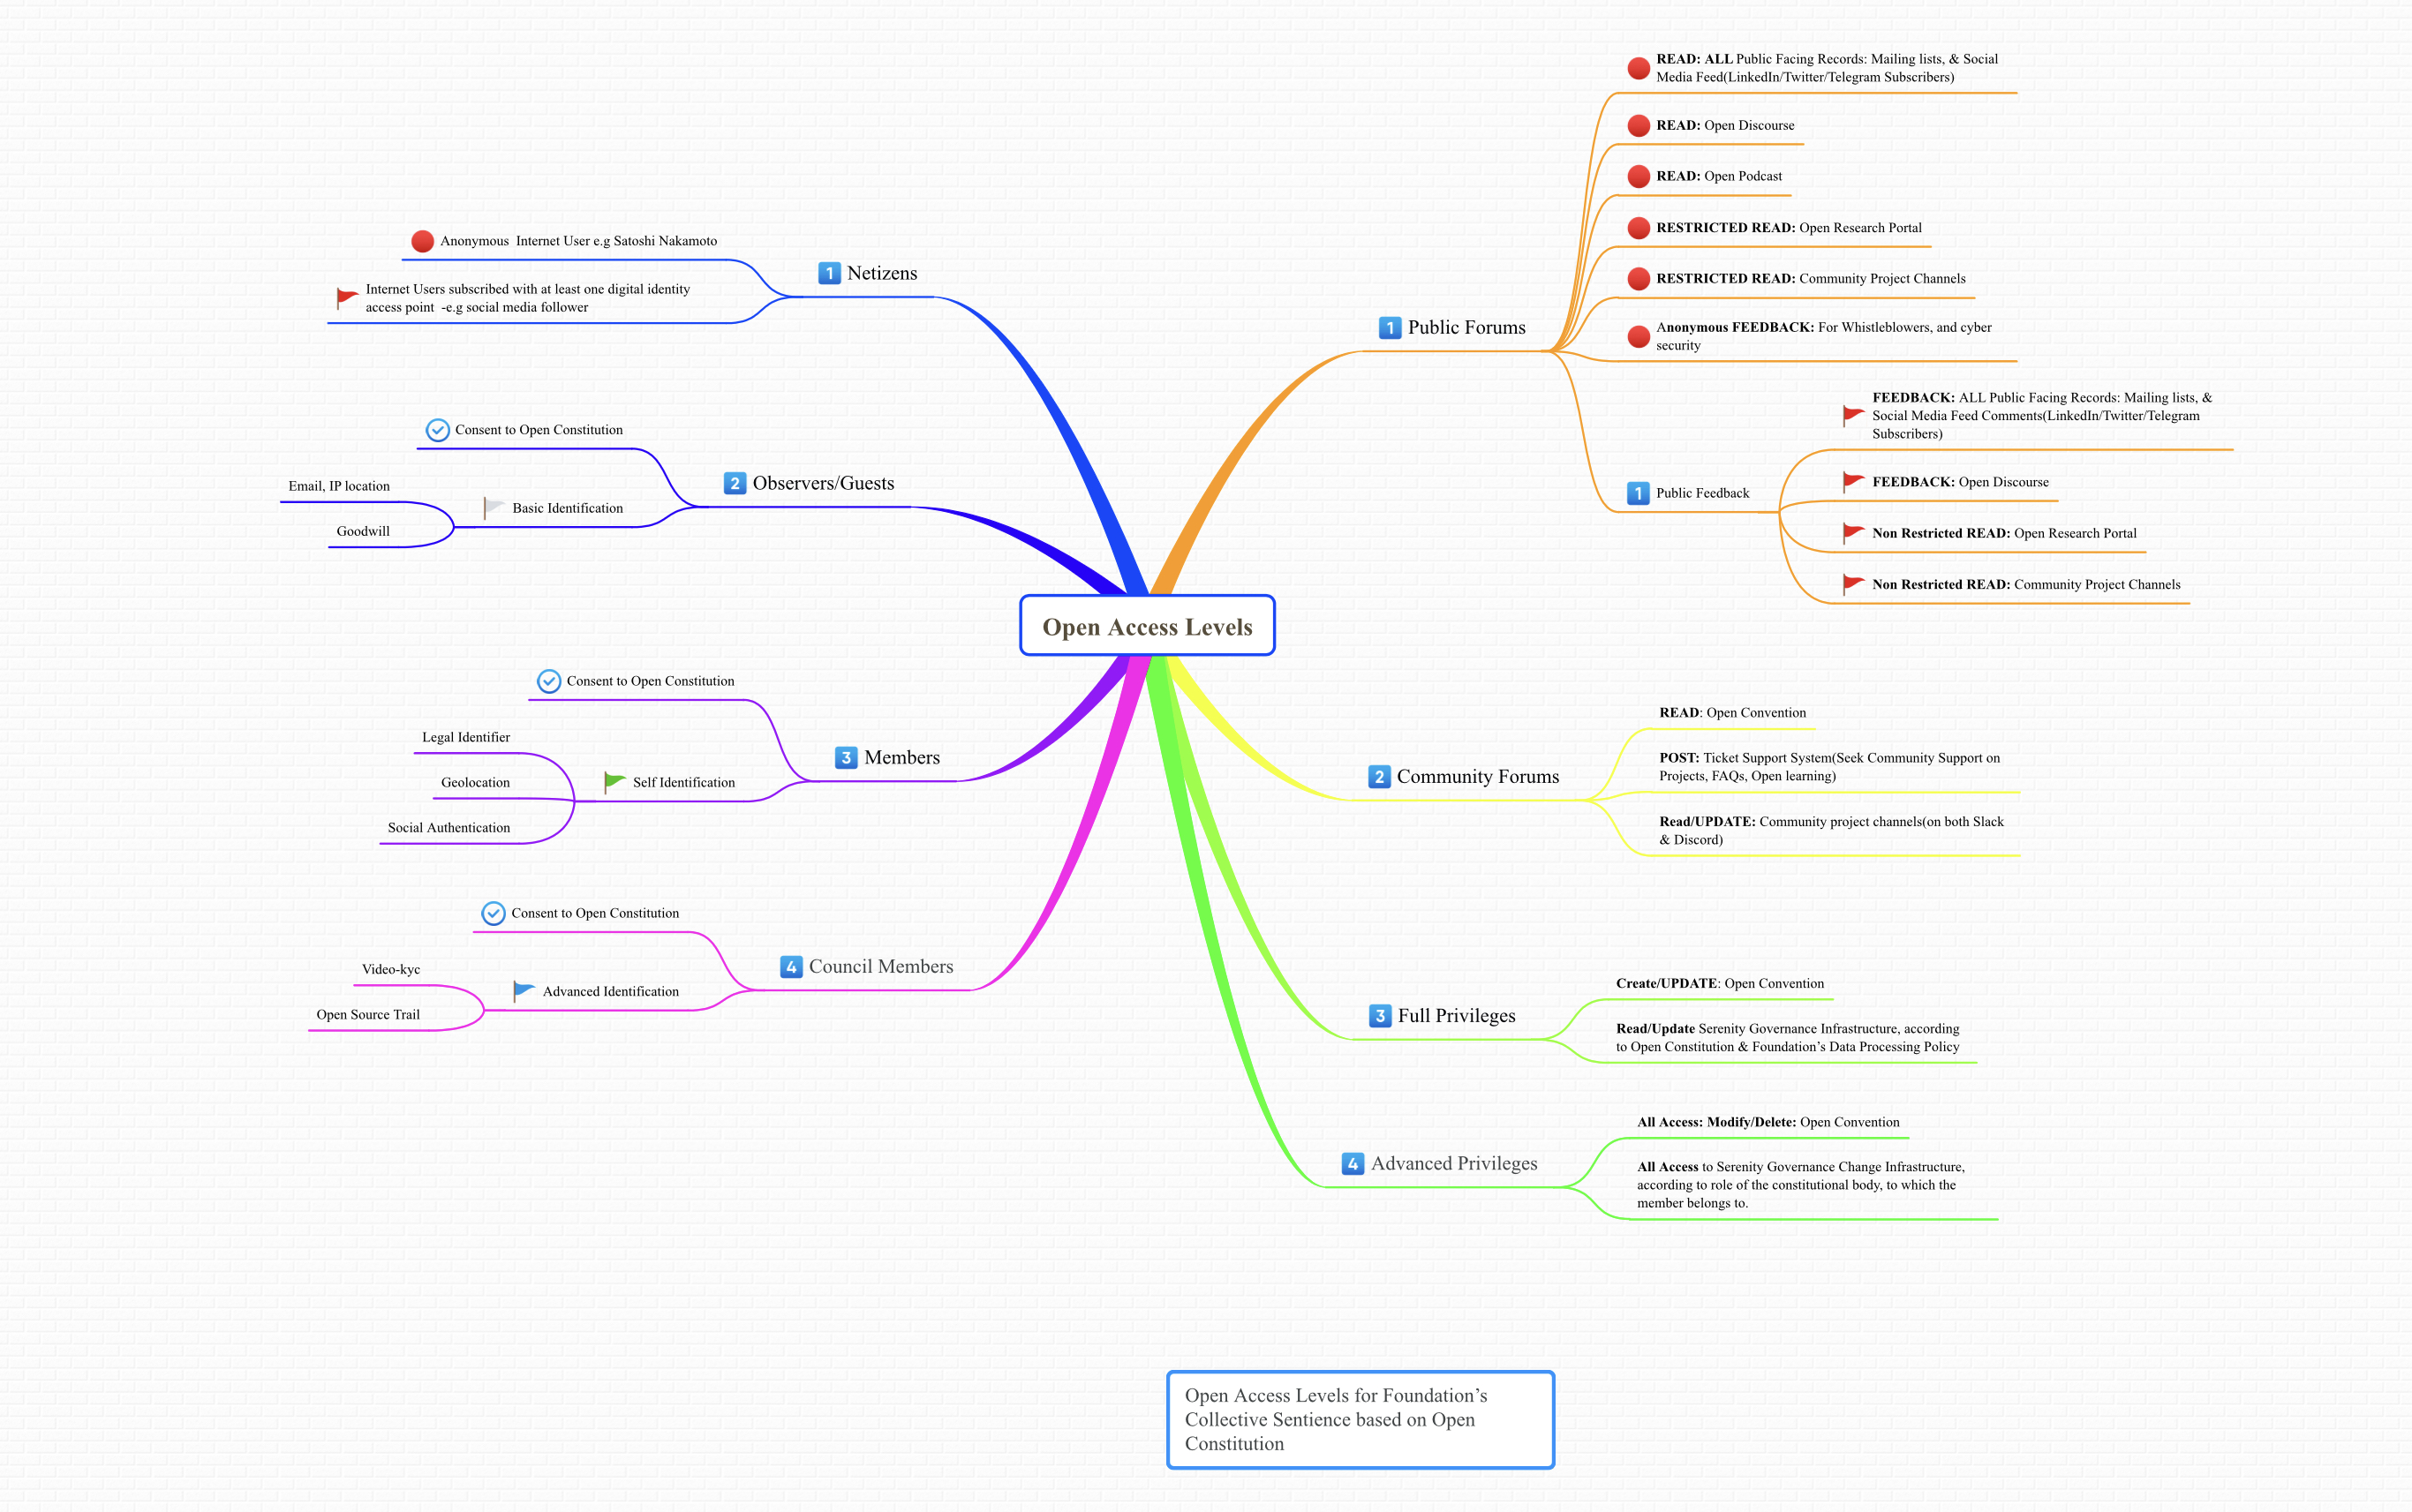 Open Access Levels
1 Netizens
Anonymous  Internet User e.g Satoshi Nakamoto
Internet Users subscribed with at least one digital identity
access point  -e.g social media follower
2 Observers/Guests
Consent to Open Constitution
Basic Identification
Email, IP location
Goodwill
3 Members
Consent to Open Constitution
Self Identification
Legal Identifier
Geolocation
Social Authentication
4 Council Members
Consent to Open Constitution
Advanced Identification
Video-kyc
Open Source Trail
1 Public Forums
READ: ALL Public Facing Records: Mailing lists, & Social
Media Feed(LinkedIn/Twitter/Telegram Subscribers)
READ: Open Discourse
READ: Open Podcast
RESTRICTED READ: Open Research Portal
RESTRICTED READ: Community Project Channels
Anonymous FEEDBACK: For Whistleblowers, and cyber
security
1 Public Feedback
FEEDBACK: ALL Public Facing Records: Mailing lists, &
Social Media Feed Comments(LinkedIn/Twitter/Telegram
Subscribers)
FEEDBACK: Open Discourse
Non Restricted READ: Open Research Portal
Non Restricted READ: Community Project Channels
2 Community Forums
READ: Open Convention
POST: Ticket Support System(Seek Community Support on
Projects, FAQs, Open learning)
Read/UPDATE: Community project channels(on both Slack
& Discord)
3 Full Privileges
Create/UPDATE: Open Convention
Read/Update Serenity Governance Infrastructure, according
to Open Constitution & Foundation’s Data Processing Policy
4 Advanced Privileges
All Access: Modify/Delete: Open Convention
All Access to Serenity Governance Change Infrastructure,
according to role of the constitutional body, to which the
member belongs to.
Open Access Levels for Foundation’s
Collective Sentience based on Open
Constitution